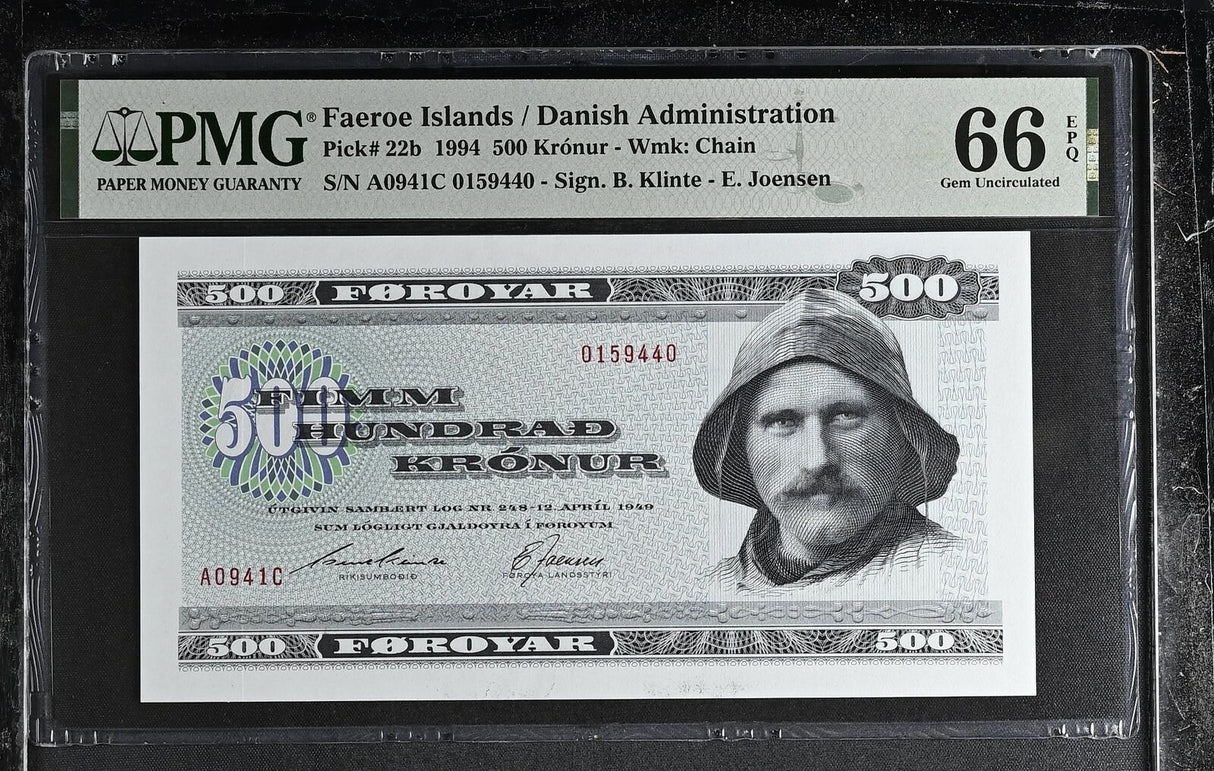 PMG®
PAPER MONEY GUARANTY
Faeroe Islands / Danish Administration
Pick# 22b 1994 500 Krónur - Wmk: Chain
S/N A0941C 0159440 - Sign. B. Klinte - E. Joensen
66
EPQ
Gem Uncirculated
500 FØROYAR 500
0159440
500
FIMM
HUNDRAÐ
KRÓNUR
ÚTGIVIN SAMBÆRT LOG NR. 248-12. APRÍL 1949
SUM LÓGLIGT GJALDOYRA Í FØROYUM
E Joensen
A0941C
RÍKISUMBOÐIÐ
FØROYA LANDSSTÝRI
500 FØROYAR 500